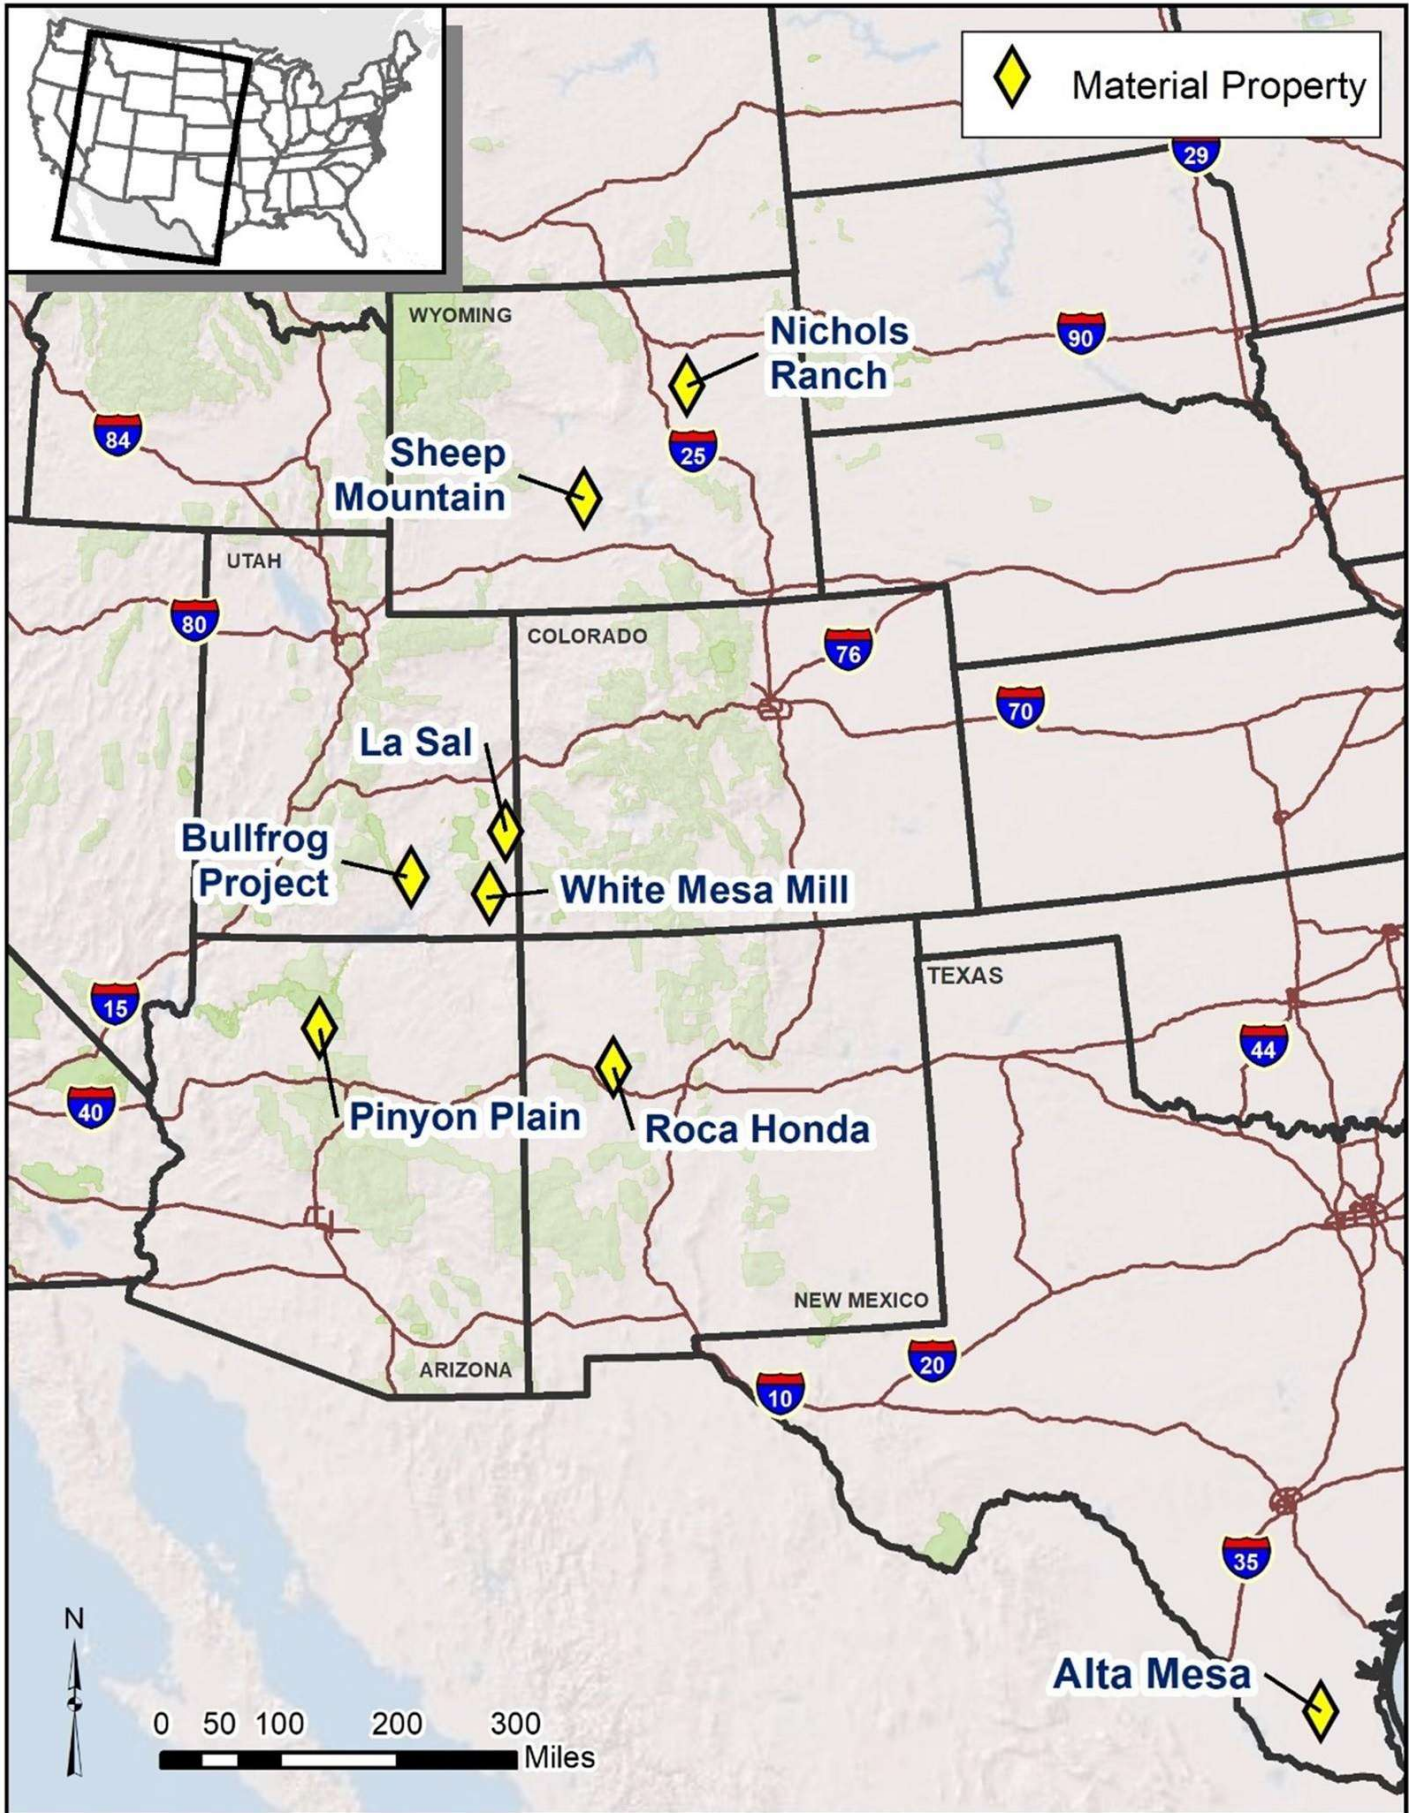 Material Property
29
WYOMING
Nichols
Ranch
90
84
Sheep
Mountain
25
UTAH
80
COLORADO
76
70
La Sal
Bullfrog
Project
White Mesa Mill
TEXAS
15
44
40
Pinyon Plain
Roca Honda
NEW MEXICO
ARIZONA
20
10
35
N
Alta Mesa
0 50 100 200 300
Miles